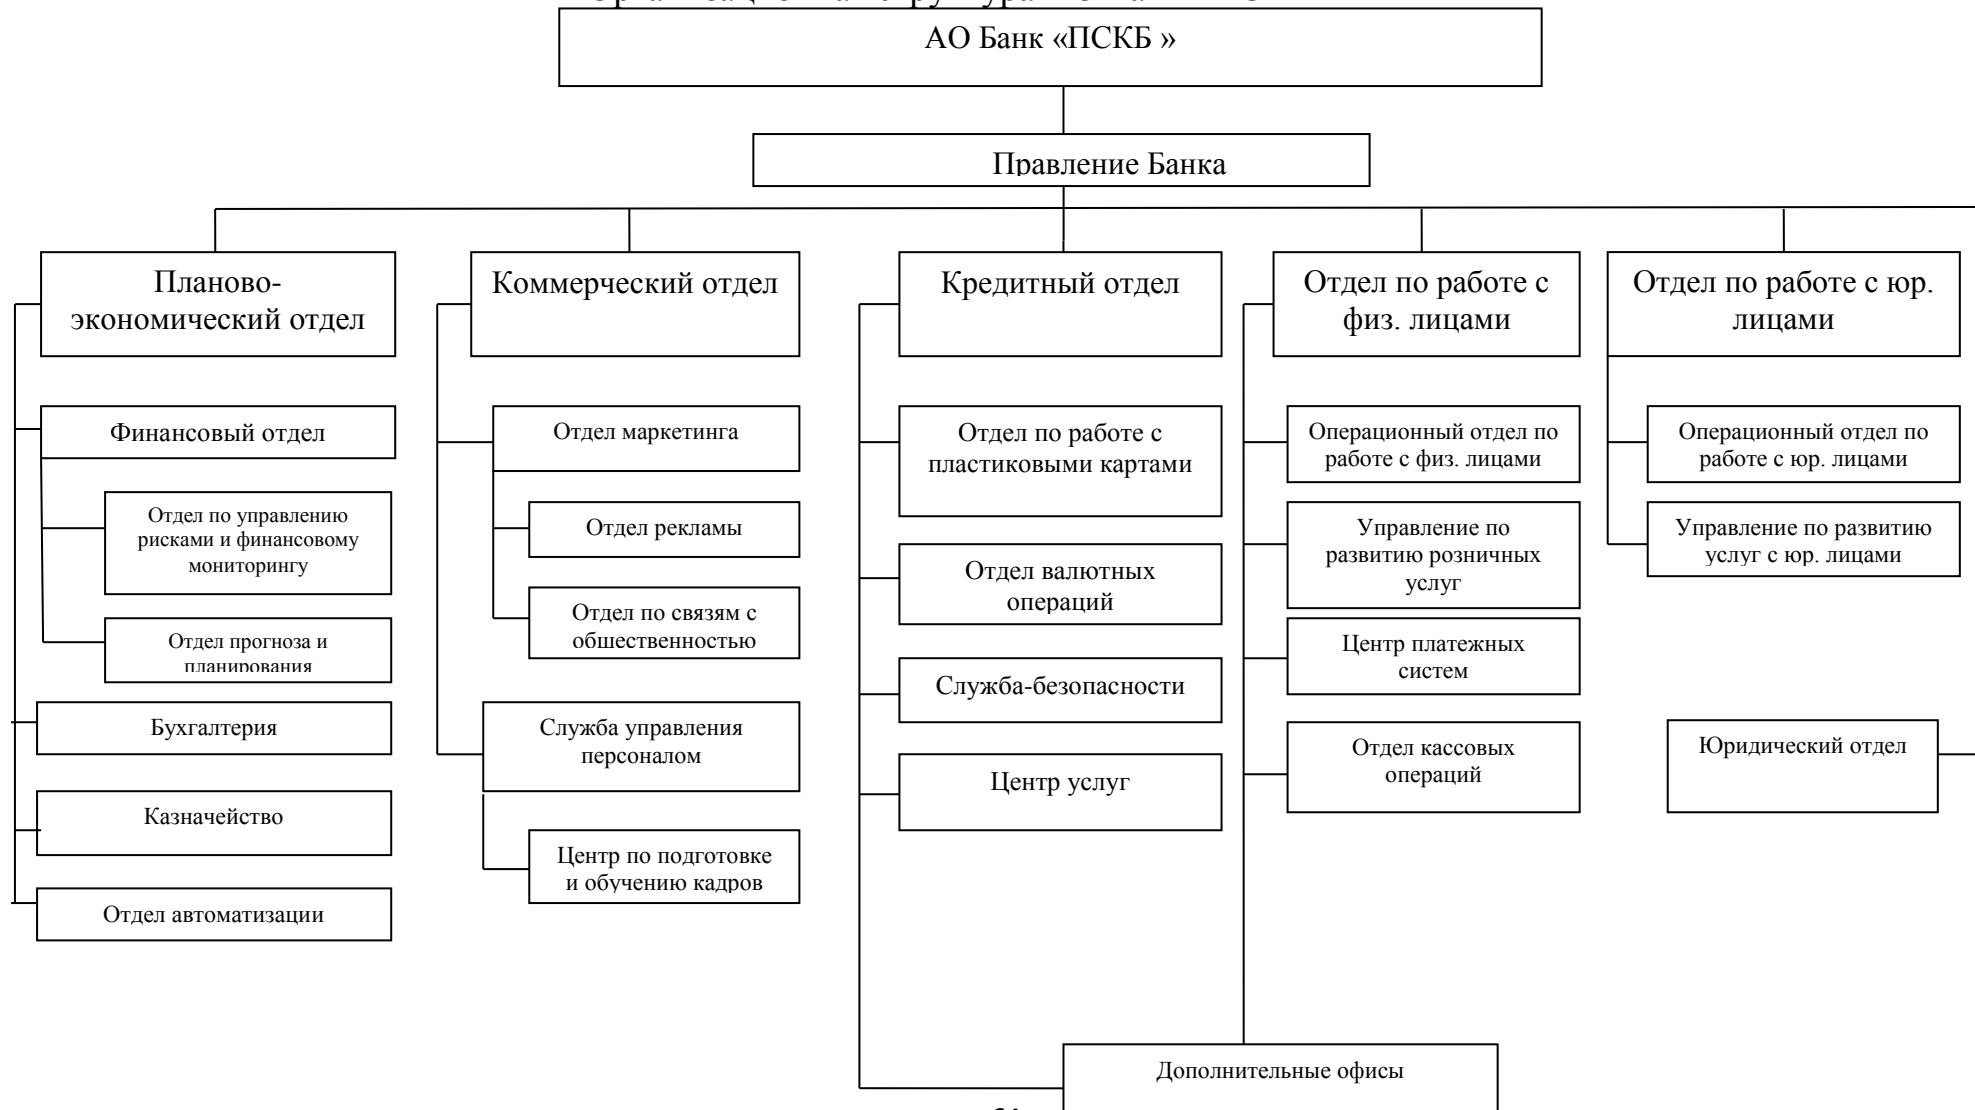 АО Банк «ПСКБ »
Правление Банка
Планово-
экономический отдел
Коммерческий отдел
Кредитный отдел
Отдел по работе с
физ. лицами
Отдел по работе с юр.
лицами
Финансовый отдел
Отдел по управлению
рисками и финансовому
мониторингу
Отдел прогноза и
планирования
Бухгалтерия
Казначейство
Отдел автоматизации
Отдел маркетинга
Отдел рекламы
Отдел по связям с
общественностью
Служба управления
персоналом
Центр по подготовке
и обучению кадров
Отдел по работе с
пластиковыми картами
Отдел валютных
операций
Служба-безопасности
Центр услуг
Операционный отдел по
работе с физ. лицами
Управление по
развитию розничных
услуг
Центр платежных
систем
Отдел кассовых
операций
Операционный отдел по
работе с юр. лицами
Управление по развитию
услуг с юр. лицами
Юридический отдел
Дополнительные офисы